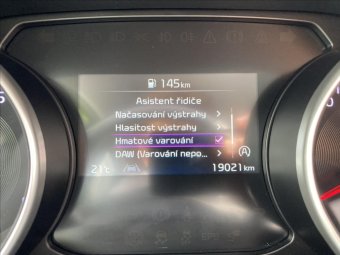 145km
Asistent řidiče
Načasování výstrahy
Hlasitost výstrahy
Hmatové varování
DAW (Varování nepo...
21°c
19021 km